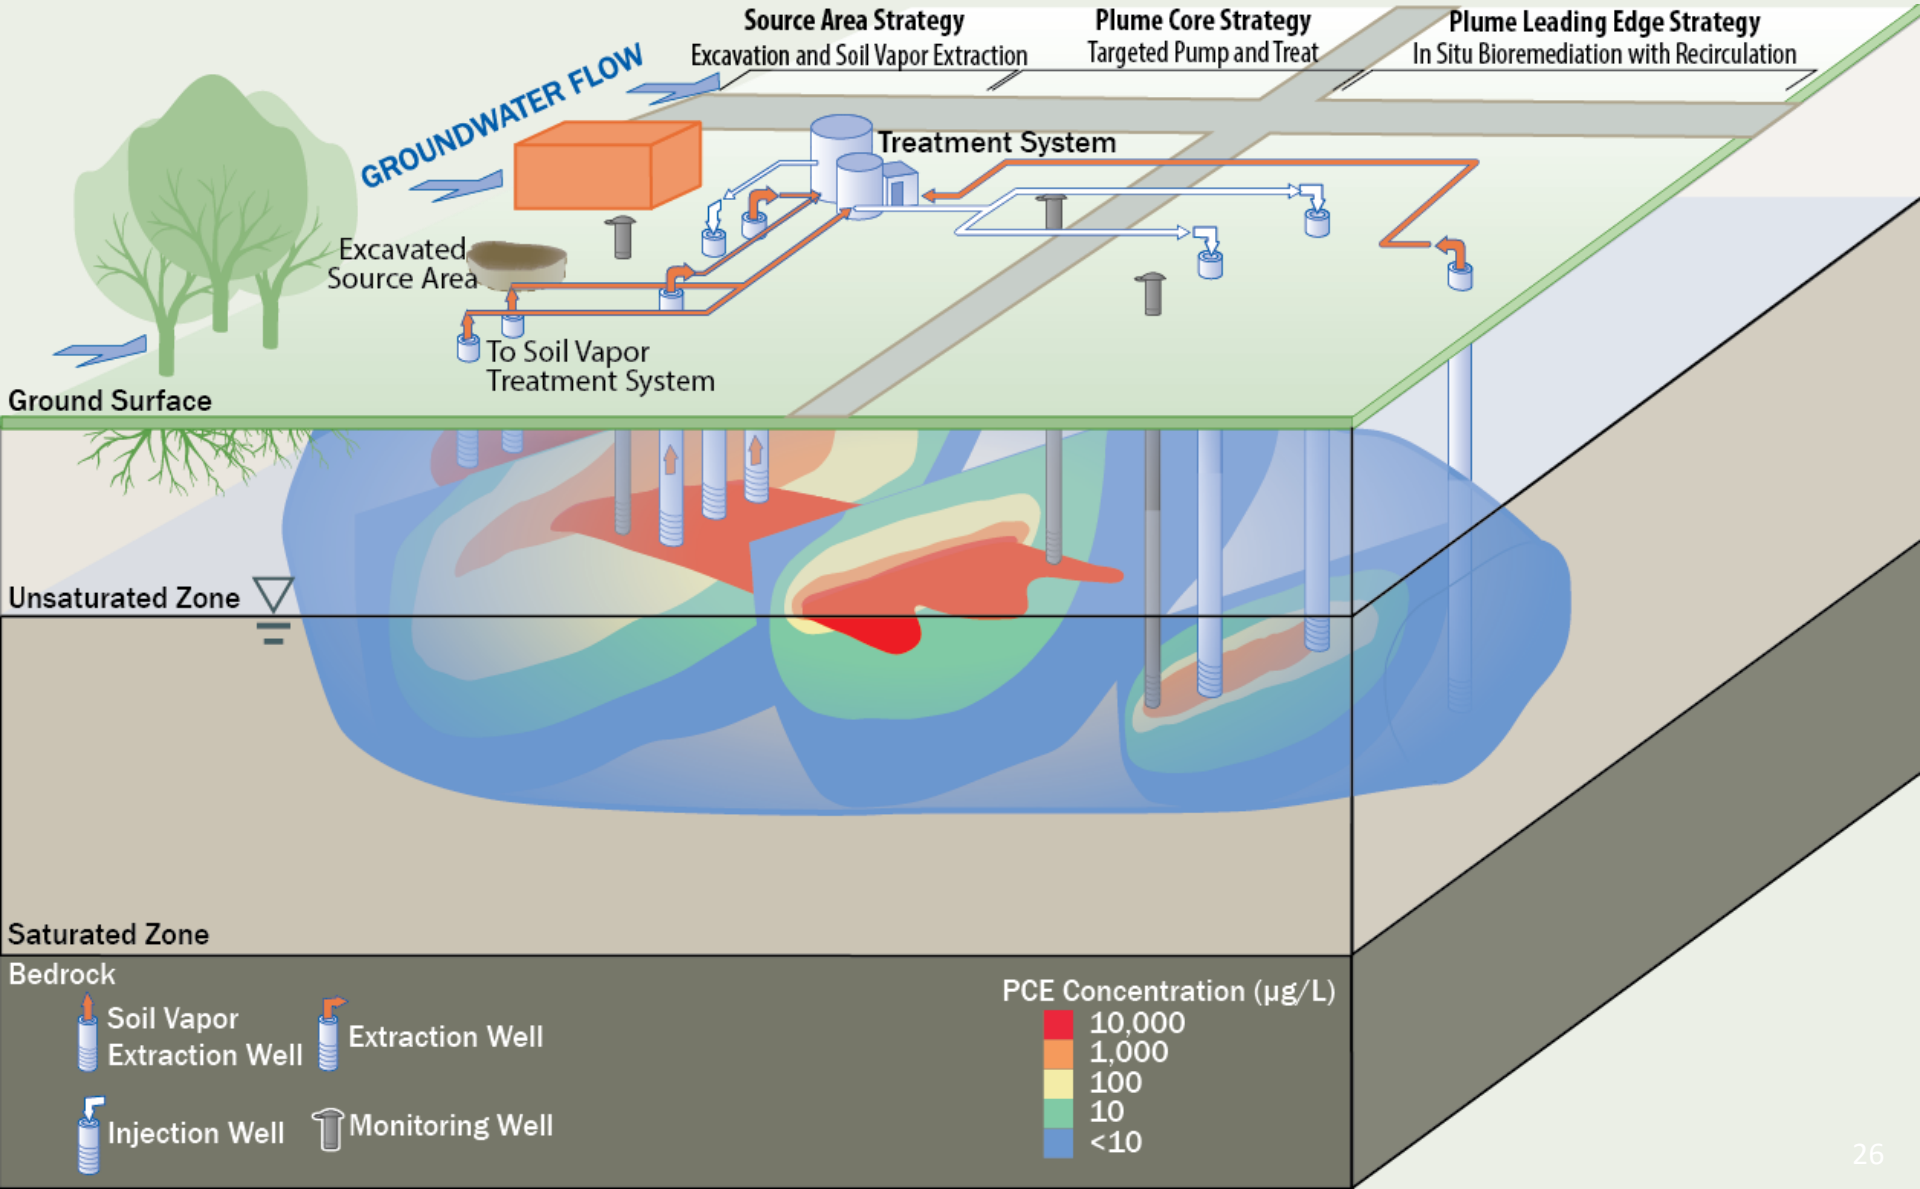 Source Area Strategy
Excavation and Soil Vapor Extraction
Plume Core Strategy
Targeted Pump and Treat
Plume Leading Edge Strategy
In Situ Bioremediation with Recirculation
GROUNDWATER FLOW
Treatment System
Excavated
Source Area
To Soil Vapor
Treatment System
Ground Surface
Unsaturated Zone
Saturated Zone
Bedrock
Soil Vapor
Extraction Well
Extraction Well
Injection Well
Monitoring Well
PCE Concentration (µg/L)
10,000
1,000
100
10
<10
26